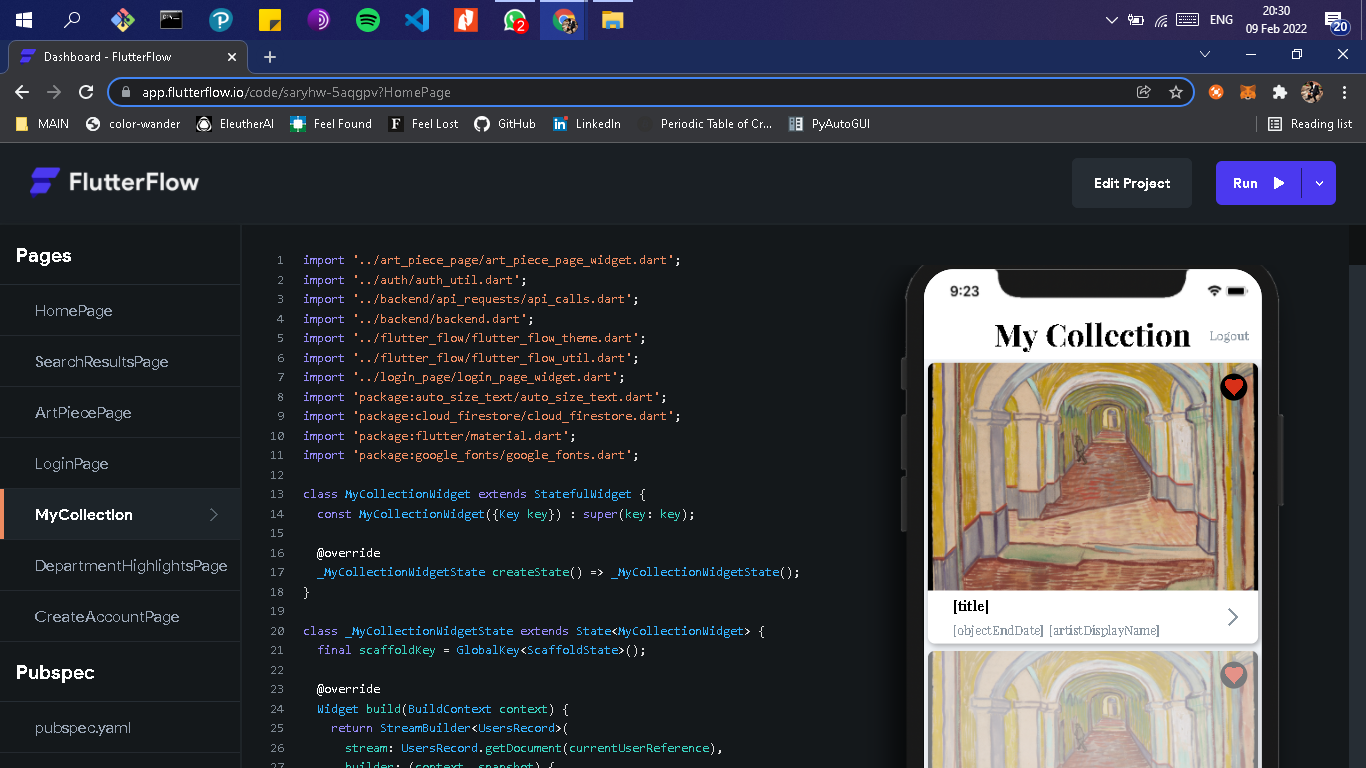 ENG
20:30
09 Feb 2022
20
2
Dashboard - FlutterFlow
app.flutterflow.io/code/saryhw-5aqgpv?HomePage
MAIN
color-wander
EleutherAI
Feel Found
Feel Lost
GitHub
LinkedIn
Periodic Table of Cr...
PyAutoGUI
Reading list
FlutterFlow
Edit Project
Run
Pages
HomePage
SearchResultsPage
ArtPiecePage
LoginPage
MyCollection
DepartmentHighlightsPage
CreateAccountPage
Pubspec
pubspec.yaml
1 import '../art_piece_page/art_piece_page_widget.dart';
2 import '../auth/auth_util.dart';
3 import '../backend/api_requests/api_calls.dart';
4 import '../backend/backend.dart';
5 import '../flutter_flow/flutter_flow_theme.dart';
6 import '../flutter_flow/flutter_flow_util.dart';
7 import '../login_page/login_page_widget.dart';
8 import 'package:auto_size_text/auto_size_text.dart';
9 import 'package:cloud_firestore/cloud_firestore.dart';
10 import 'package:flutter/material.dart';
11 import 'package:google_fonts/google_fonts.dart';
12
13 class MyCollectionWidget extends StatefulWidget {
14 const MyCollectionWidget({Key key}) : super(key: key);
15
16 @override
17 _MyCollectionWidgetState createState() => _MyCollectionWidgetState();
18 }
19
20 class _MyCollectionWidgetState extends State<MyCollectionWidget> {
21 final scaffoldKey = GlobalKey<ScaffoldState>();
22
23 @override
24 Widget build(BuildContext context) {
25 return StreamBuilder<UsersRecord>(
26 stream: UsersRecord.getDocument(currentUserReference),
27 builder: (context, snapshot) {
9:23
My Collection
Logout
[title]
[objectEndDate] [artistDisplayName]